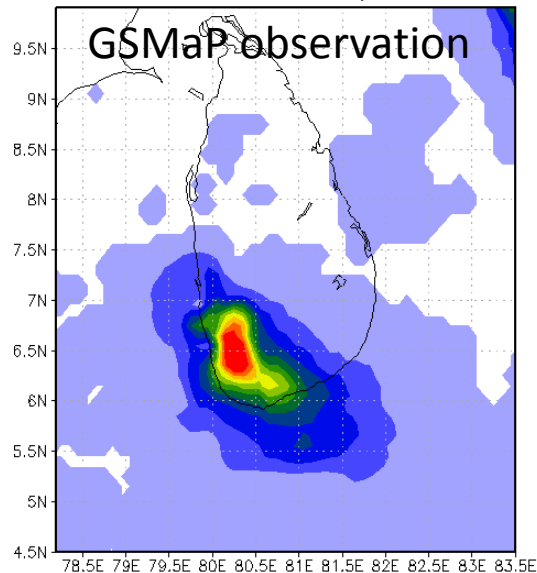 GSMaP observation
9.5N
9N
8.5N
8N
7.5N
7N
6.5N
6N
5.5N
5N
4.5N
78.5E 79E 79.5E 80E 80.5E 81E 81.5E 82E 82.5E 83E 83.5E